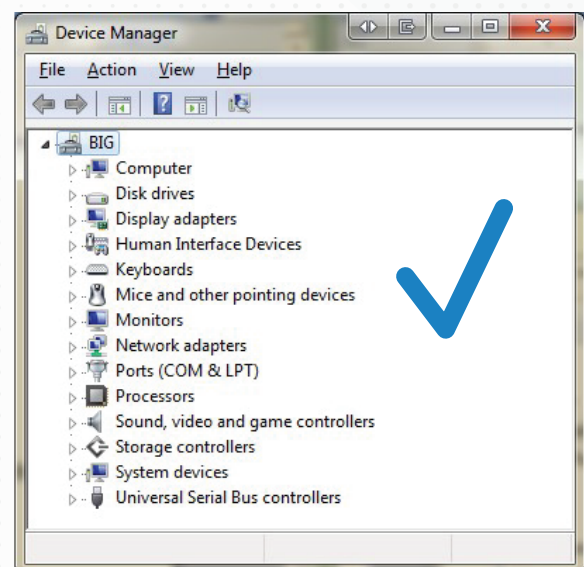 Device Manager
File Action View Help
BIG
Computer
Disk drives
Display adapters
Human Interface Devices
Keyboards
Mice and other pointing devices
Monitors
Network adapters
Ports (COM & LPT)
Processors
Sound, video and game controllers
Storage controllers
System devices
Universal Serial Bus controllers